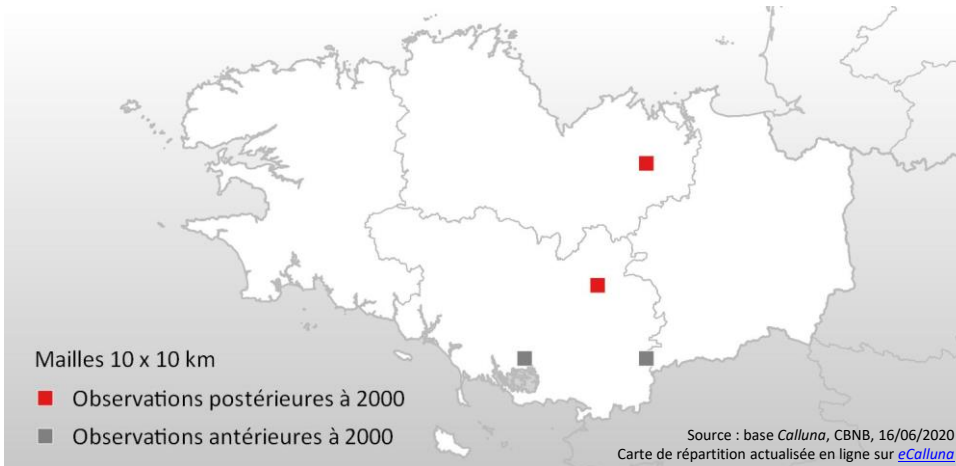 Mailles 10 x 10 km
Observations postérieures à 2000
Observations antérieures à 2000
Source : base Calluna, CBNB, 16/06/2020
Carte de répartition actualisée en ligne sur eCalluna